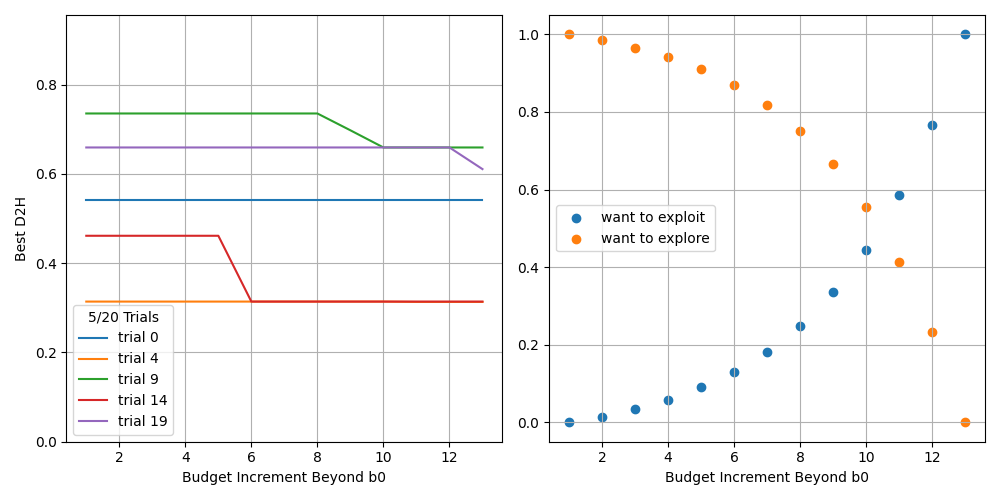 Best D2H
0.8
0.6
0.4
0.2
0.0
5/20 Trials
trial 0
trial 4
trial 9
trial 14
trial 19
2 4 6 8 10 12
Budget Increment Beyond b0
1.0
0.8
0.6
0.4
0.2
0.0
want to exploit
want to explore
2 4 6 8 10 12
Budget Increment Beyond b0